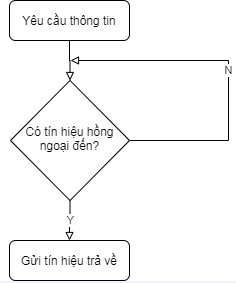 Yêu cầu thông tin
N
Có tín hiệu hồng
ngoại đến?
Y
Gửi tín hiệu trả về